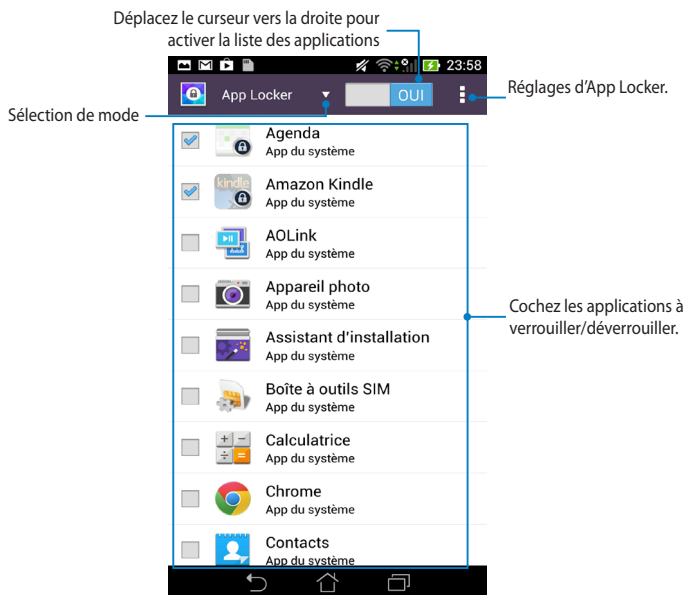 Déplacez le curseur vers la droite pour
activer la liste des applications
23:58
App Locker
OUI
Réglages d'App Locker.
Sélection de mode
Agenda
App du système
kindle
Amazon Kindle
App du système
AOLink
App du système
Appareil photo
App du système
Cochez les applications à
verrouiller/déverrouiller.
Assistant d'installation
App du système
Boîte à outils SIM
App du système
Calculatrice
App du système
Chrome
App du système
Contacts
App du système